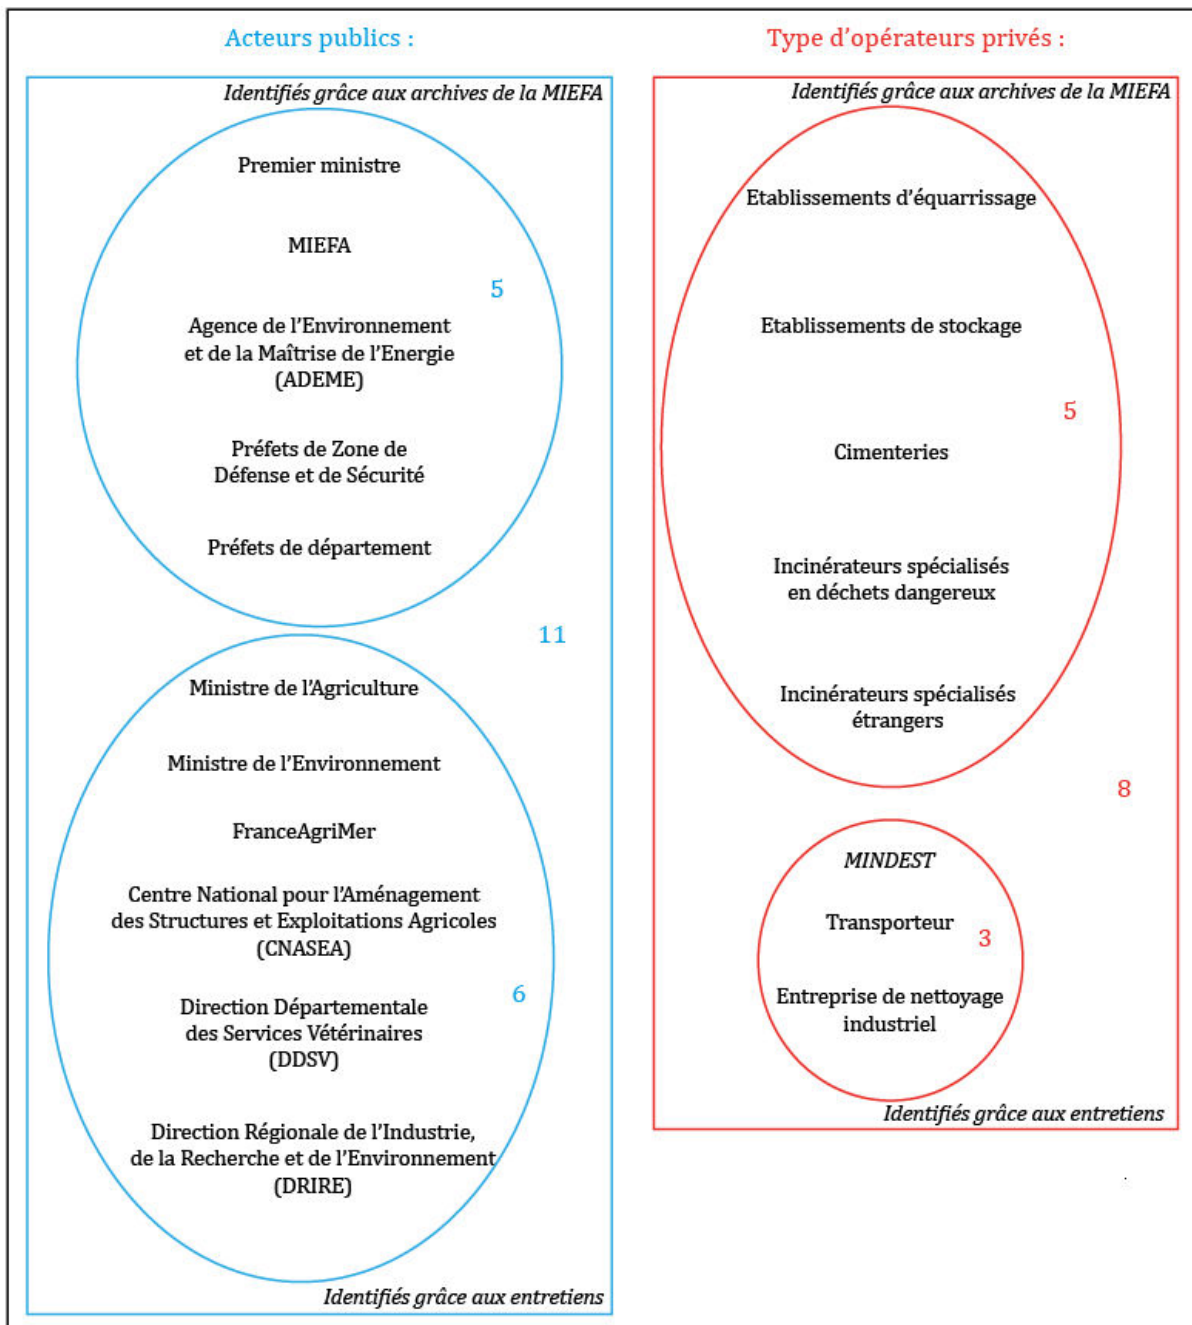 Acteurs publics :
Identifiés grâce aux archives de la MIEFA
Premier ministre
MIEFA
5
Agence de l'Environnement
et de la Maîtrise de l'Energie
(ADEME)
Préfets de Zone de
Défense et de Sécurité
Préfets de département
11
Ministre de l'Agriculture
Ministre de l'Environnement
FranceAgriMer
Centre National pour l'Aménagement
des Structures et Exploitations Agricoles
(CNASEA)
6
Direction Départementale
des Services Vétérinaires
(DDSV)
Direction Régionale de l'Industrie,
de la Recherche et de l'Environnement
(DRIRE)
Identifiés grâce aux entretiens
Type d'opérateurs privés :
Identifiés grâce aux archives de la MIEFA
Etablissements d'équarrissage
Etablissements de stockage
5
Cimenteries
Incinérateurs spécialisés
en déchets dangereux
Incinérateurs spécialisés
étrangers
8
MINDEST
Transporteur
3
Entreprise de nettoyage
industriel
Identifiés grâce aux entretiens